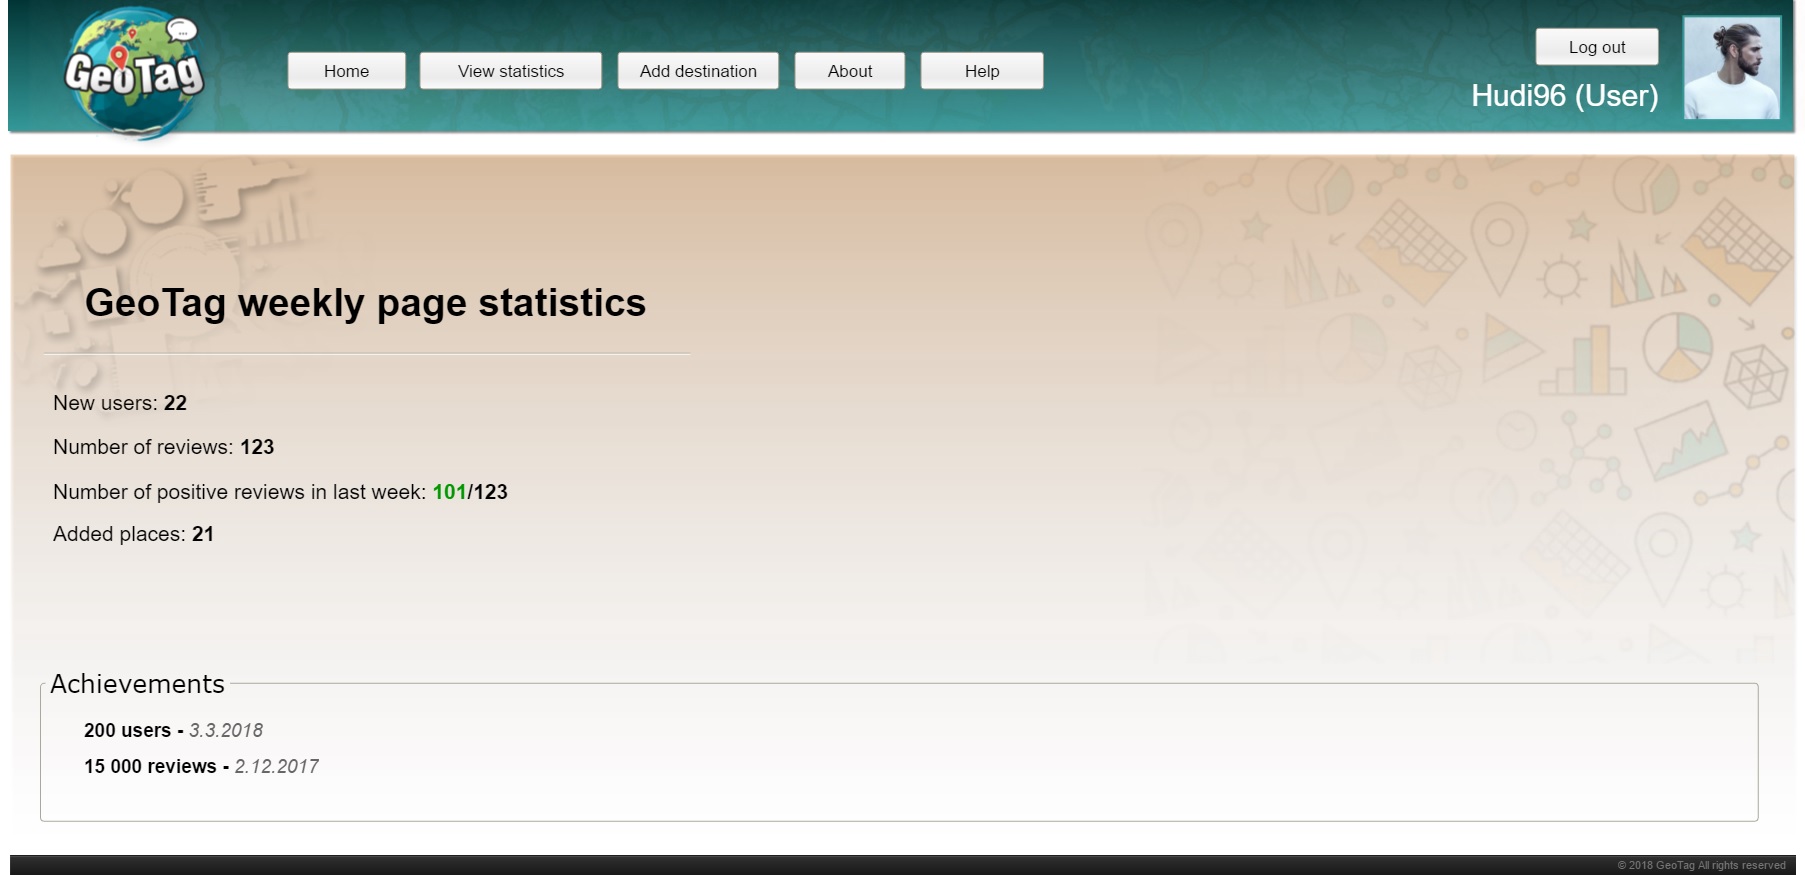 GeoTag
...
Home
View statistics
Add destination
About
Help
Log out
Hudi96 (User)
GeoTag weekly page statistics
New users: 22
Number of reviews: 123
Number of positive reviews in last week: 101/123
Added places: 21
Achievements
200 users - 3.3.2018
15 000 reviews - 2.12.2017
© 2018 GeoTag All rights reserved